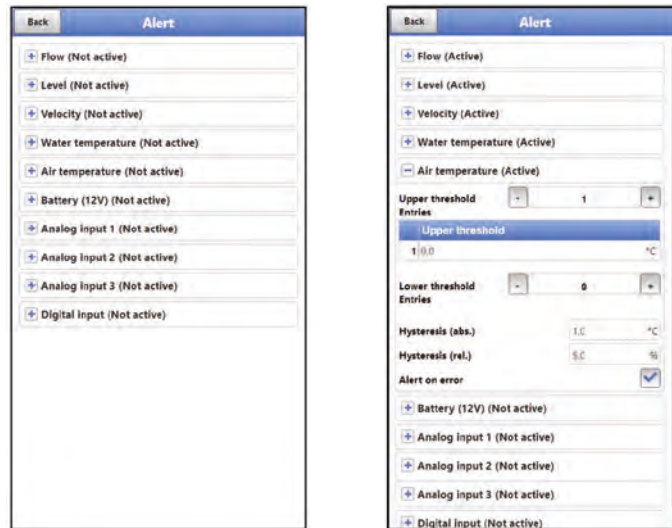 Back
Alert
Flow (Not active)
Level (Not active)
Velocity (Not active)
Water temperature (Not active)
Air temperature (Not active)
Battery (12V) (Not active)
Analog input 1 (Not active)
Analog input 2 (Not active)
Analog input 3 (Not active)
Digital input (Not active)
Back
Alert
Flow (Active)
Level (Active)
Velocity (Active)
Water temperature (Active)
Air temperature (Active)
Upper threshold Entries - 1 +
Upper threshold
1 0.0 °C
Lower threshold Entries - 0 +
Hysteresis (abs.) 1.0 °C
Hysteresis (rel.) 5.0 %
Alert on error
Battery (12V) (Not active)
Analog input 1 (Not active)
Analog input 2 (Not active)
Analog input 3 (Not active)
Digital input (Not active)